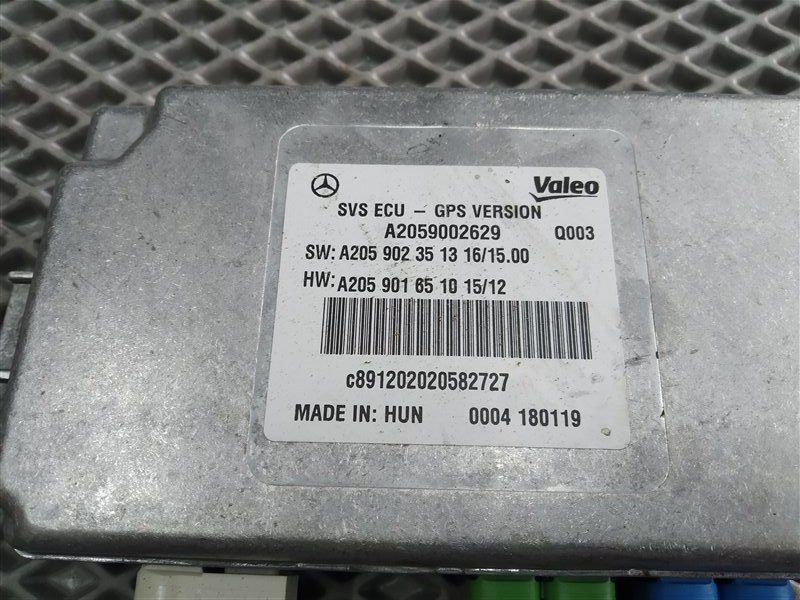 Valeo
SVS ECU – GPS VERSION
A2059002629 Q003
SW: A205 902 35 13 16/15.00
HW: A205 901 65 10 15/12
c891202020582727
MADE IN: HUN 0004 180119